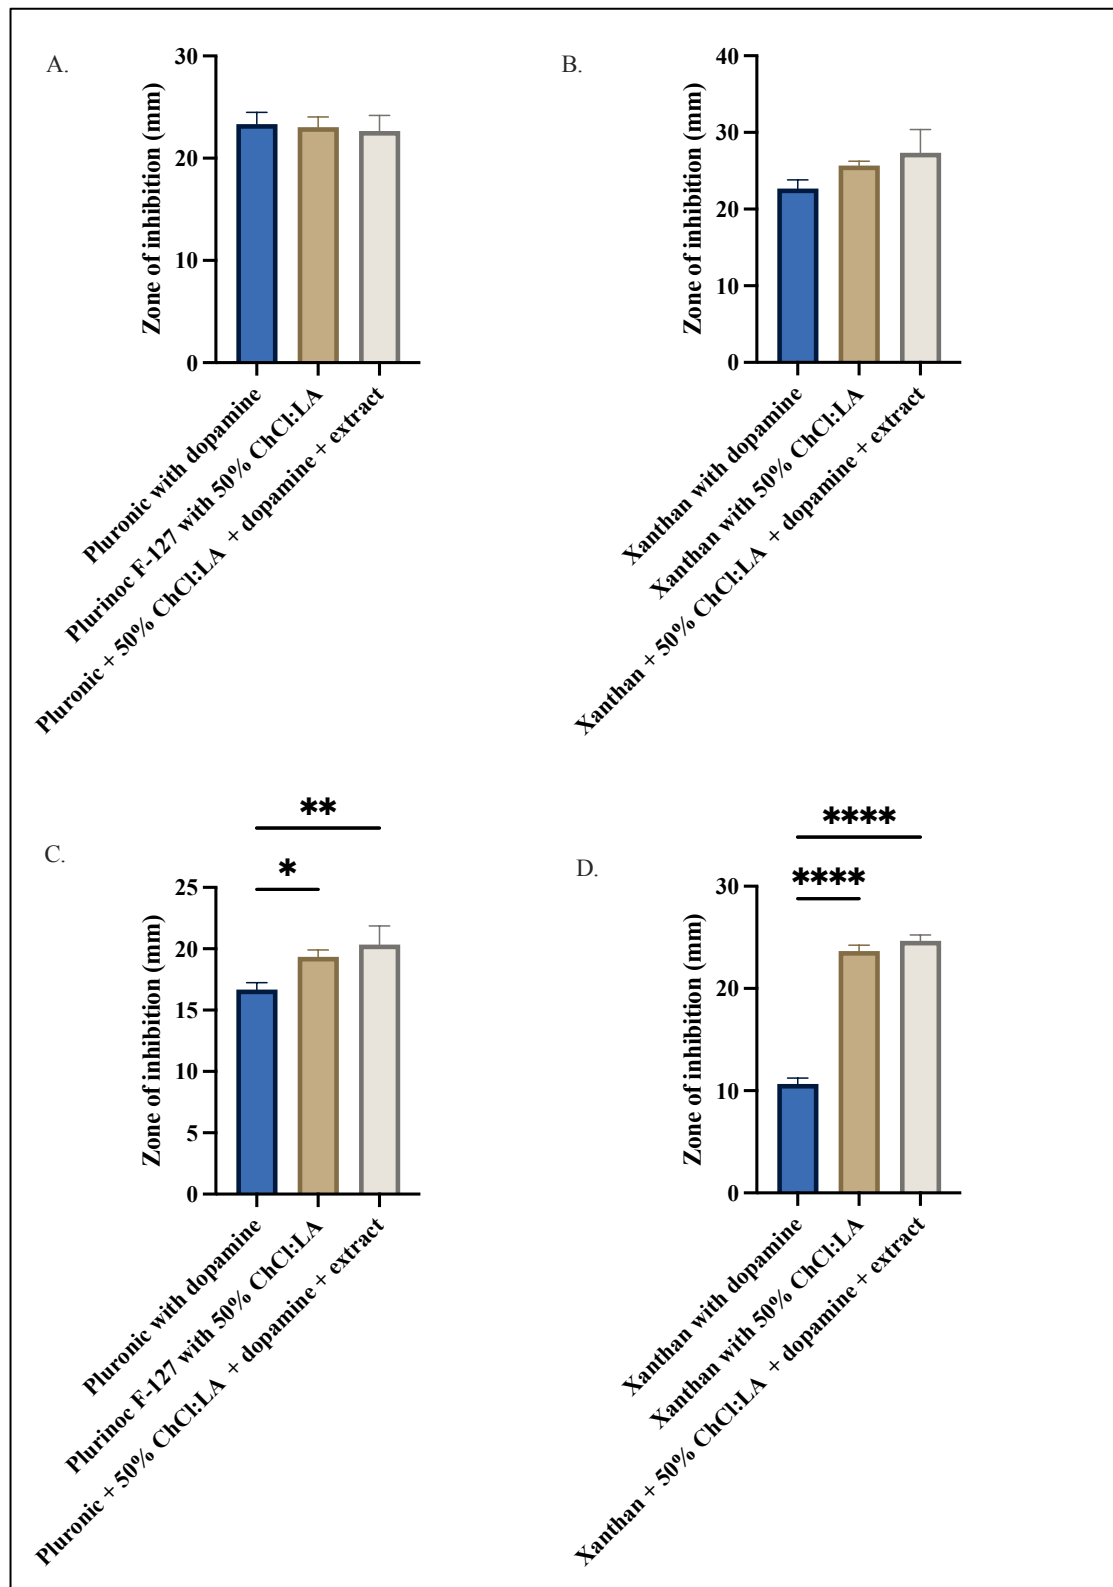 A.
Zone of inhibition (mm)
30
20
10
0
Pluronic with dopamine
Plurinoc F-127 with 50% ChCl:LA
Pluronic + 50% ChCl:LA + dopamine + extract
B.
Zone of inhibition (mm)
40
30
20
10
0
Xanthan with dopamine
Xanthan with 50% ChCl:LA
Xanthan + 50% ChCl:LA + dopamine + extract
C.
**
*
Zone of inhibition (mm)
25
20
15
10
5
0
Pluronic with dopamine
Plurinoc F-127 with 50% ChCl:LA
Pluronic + 50% ChCl:LA + dopamine + extract
D.
****
****
Zone of inhibition (mm)
30
20
10
0
Xanthan with dopamine
Xanthan with 50% ChCl:LA
Xanthan + 50% ChCl:LA + dopamine + extract